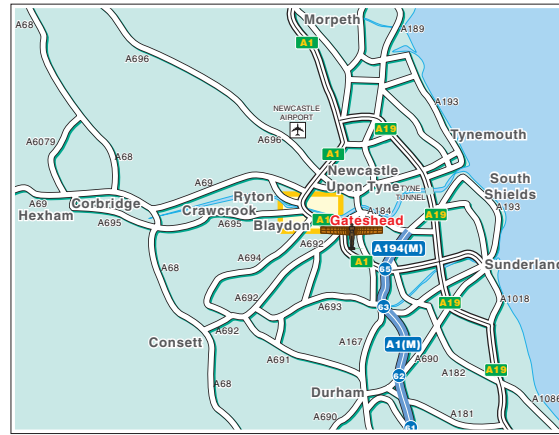 A68
Morpeth
A189
A696
A1
A193
NEWCASTLE
AIRPORT
A19
A6079
A696
Tynemouth
A1
A68
Newcastle
Upon Tyne
A69
TYNE
TUNNEL
South
Shields
A69
Corbridge
Ryton
A184
A193
Hexham
Crawcrook
A19
A695
A695
Blaydon
A1
Gateshead
A692
A194(M)
A68
A694
A1
65
Sunderland
A692
A693
63
A19
A1018
A692
A167
A1(M)
Consett
A691
A690
A182
A19
A68
62
Durham
A1086
A690
A181
61